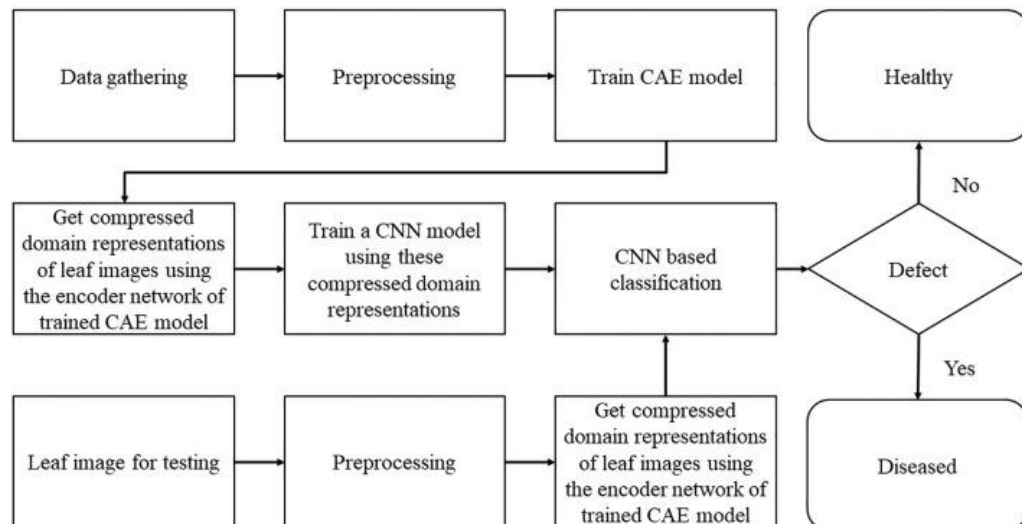 Data gathering
Preprocessing
Train CAE model
Healthy
No
Get compressed
domain representations
of leaf images using
the encoder network of
trained CAE model
Train a CNN model
using these
compressed domain
representations
CNN based
classification
Defect
Yes
Leaf image for testing
Preprocessing
Get compressed
domain representations
of leaf images using
the encoder network of
trained CAE model
Diseased